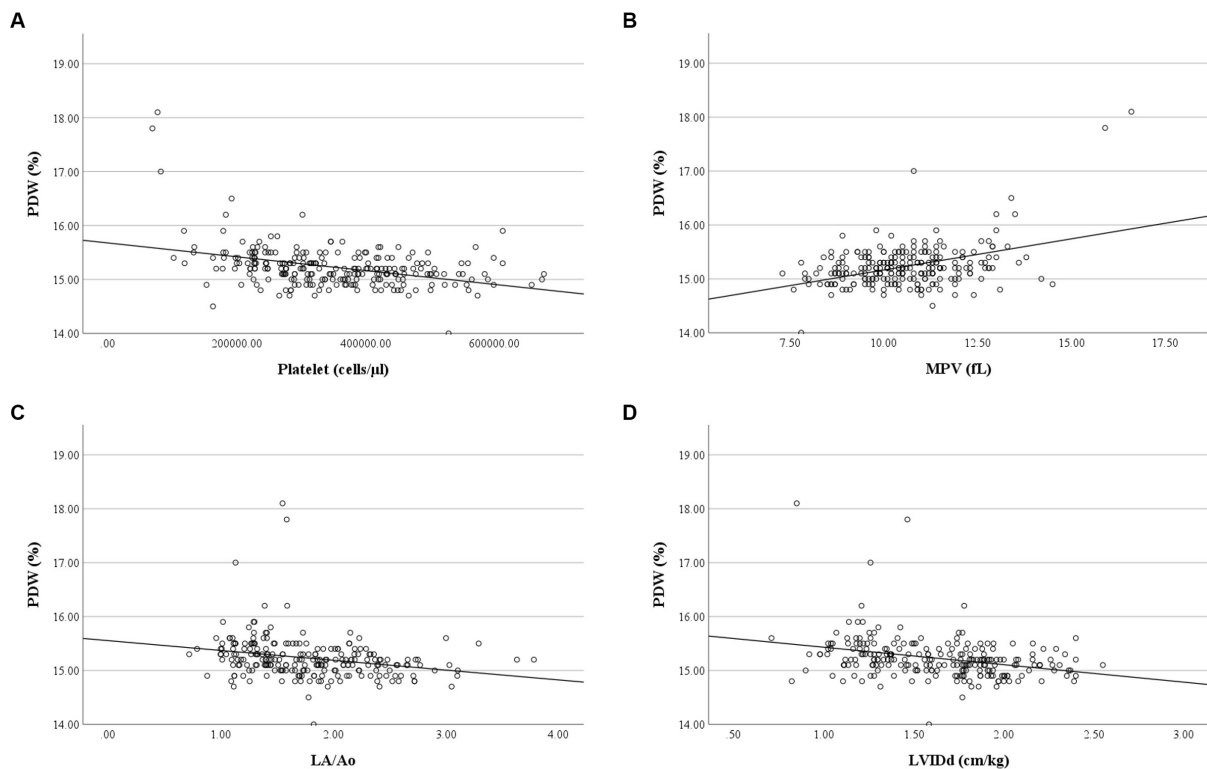 A
19.00
18.00
17.00
16.00
15.00
14.00
PDW (%)
.00 200000.00 400000.00 600000.00
Platelet (cells/µl)
B
19.00
18.00
17.00
16.00
15.00
14.00
PDW (%)
7.50 10.00 12.50 15.00 17.50
MPV (fL)
C
19.00
18.00
17.00
16.00
15.00
14.00
PDW (%)
.00 1.00 2.00 3.00 4.00
LA/Ao
D
19.00
18.00
17.00
16.00
15.00
14.00
PDW (%)
.50 1.00 1.50 2.00 2.50 3.00
LVIDd (cm/kg)